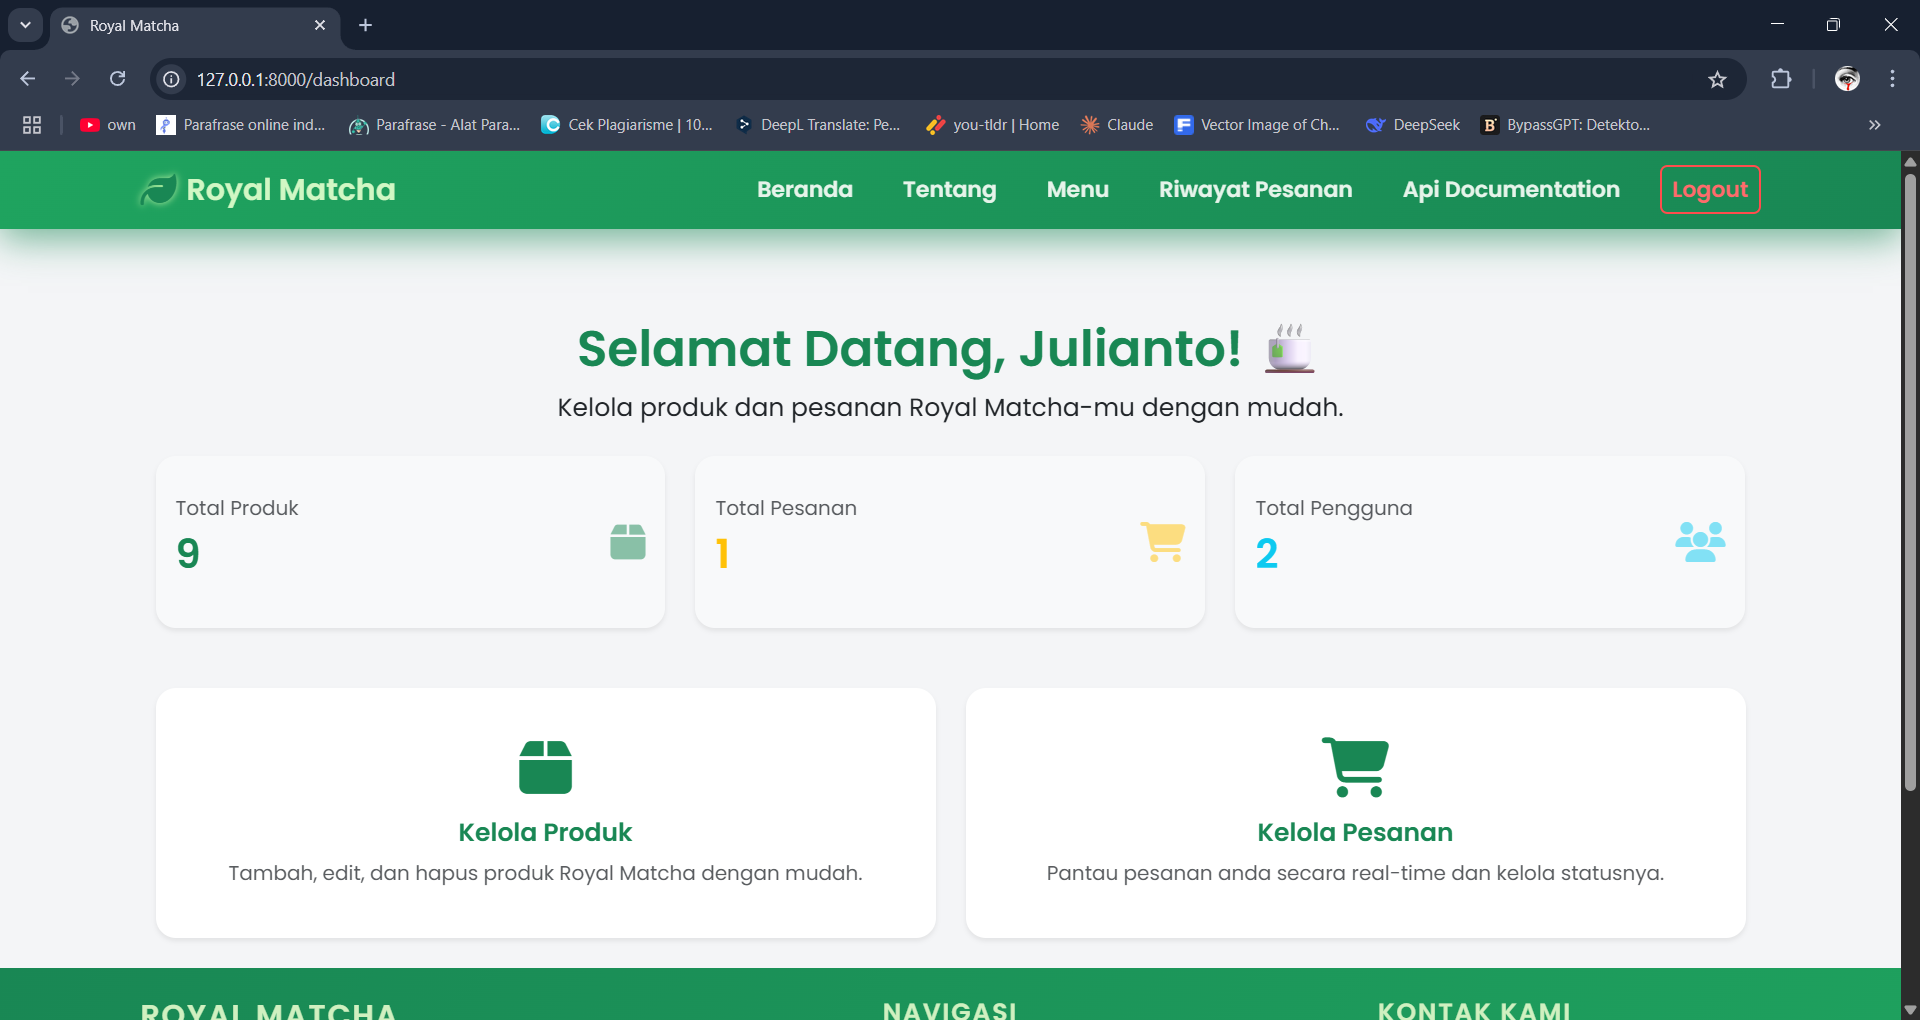 Royal Matcha
127.0.0.1:8000/dashboard
own
Parafrase online ind...
Parafrase - Alat Para...
Cek Plagiarisme | 10...
DeepL Translate: Pe...
you-tldr | Home
Claude
Vector Image of Ch...
DeepSeek
BypassGPT: Detekto...
Royal Matcha
Beranda
Tentang
Menu
Riwayat Pesanan
Api Documentation
Logout
Selamat Datang, Julianto!
Kelola produk dan pesanan Royal Matcha-mu dengan mudah.
Total Produk
9
Total Pesanan
1
Total Pengguna
2
Kelola Produk
Tambah, edit, dan hapus produk Royal Matcha dengan mudah.
Kelola Pesanan
Pantau pesanan anda secara real-time dan kelola statusnya.
ROYAL MATCHA
NAVIGASI
KONTAK KAMI